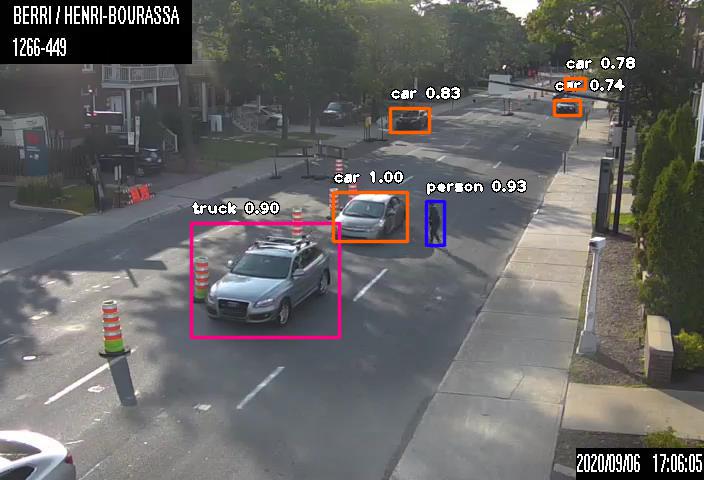 BERRI / HENRI-BOURASSA
1266-449
car 0.78
car 0.74
car 0.83
car 1.00
person 0.93
truck 0.90
2020/09/06 17:06:05